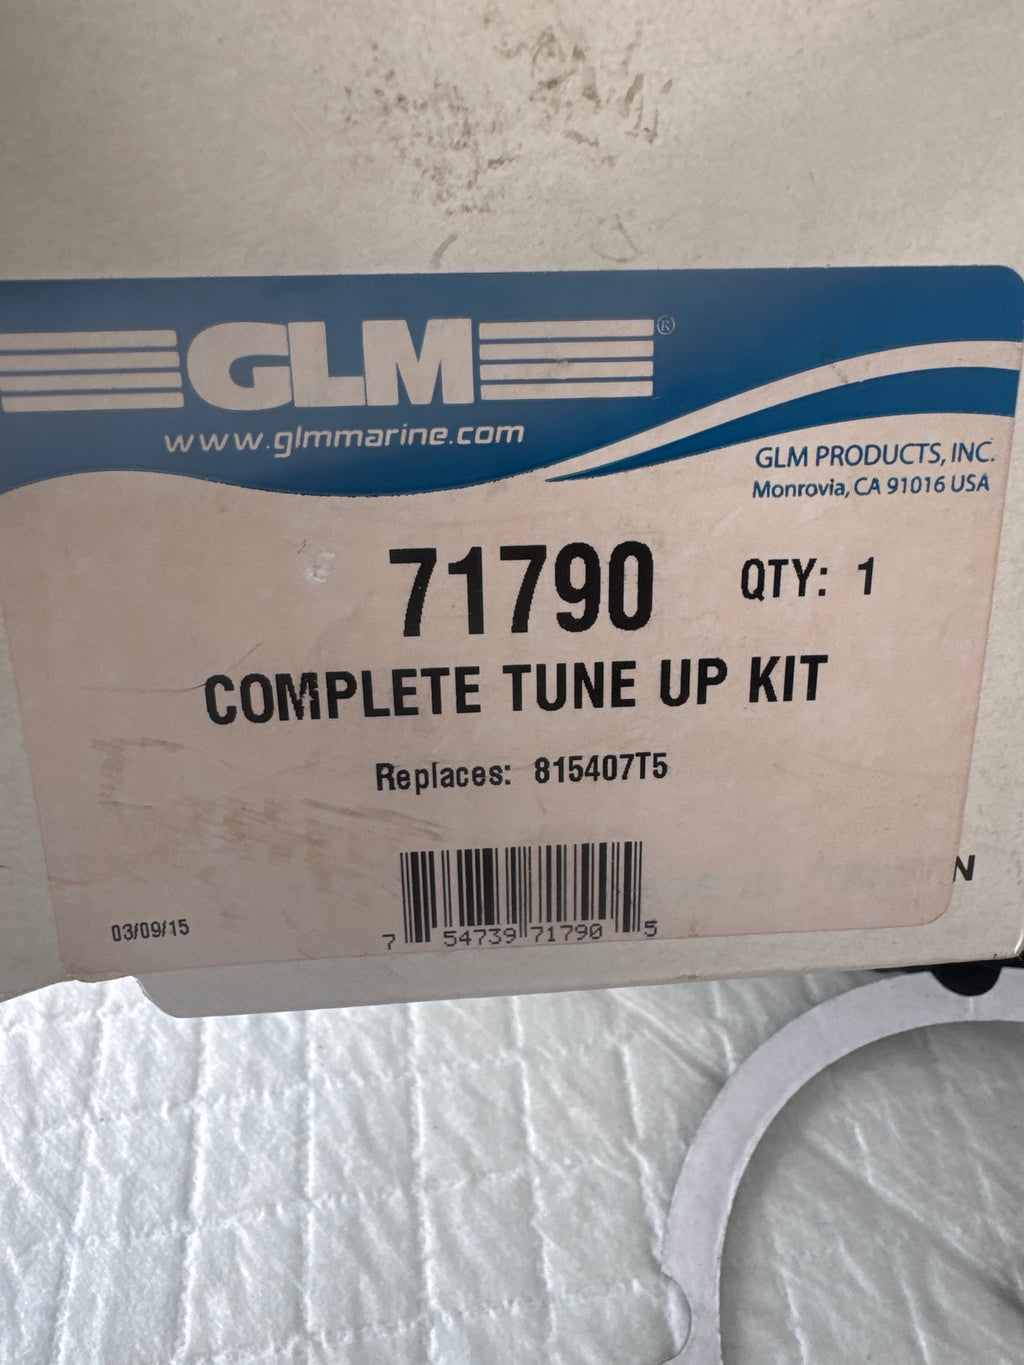 GLM®
www.glmmarine.com
GLM PRODUCTS, INC.
Monrovia, CA 91016 USA
71790 QTY: 1
COMPLETE TUNE UP KIT
Replaces: 815407T5
N
03/09/15
7 54739 71790 5